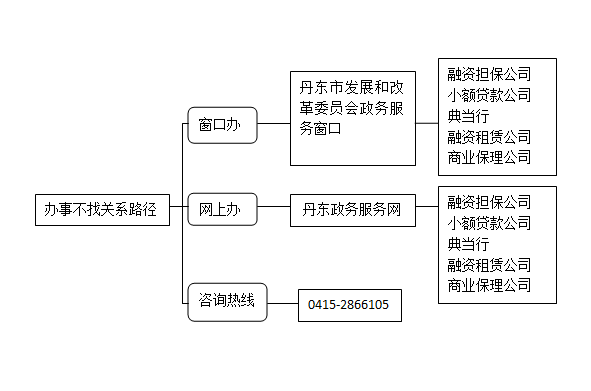 办事不找关系路径
窗口办
丹东市发展和改
革委员会政务服
务窗口
融资担保公司
小额贷款公司
典当行
融资租赁公司
商业保理公司
网上办
丹东政务服务网
融资担保公司
小额贷款公司
典当行
融资租赁公司
商业保理公司
咨询热线
0415-2866105